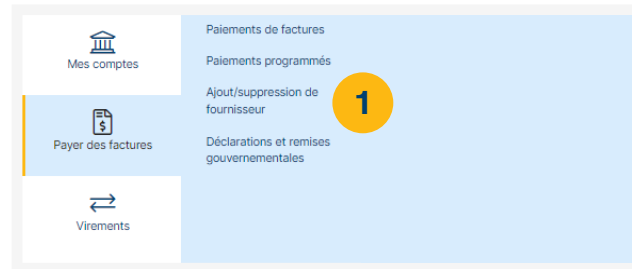 Mes comptes
Payer des factures
Virements
Paiements de factures
Paiements programmés
Ajout/suppression de
fournisseur
Déclarations et remises
gouvernementales
1